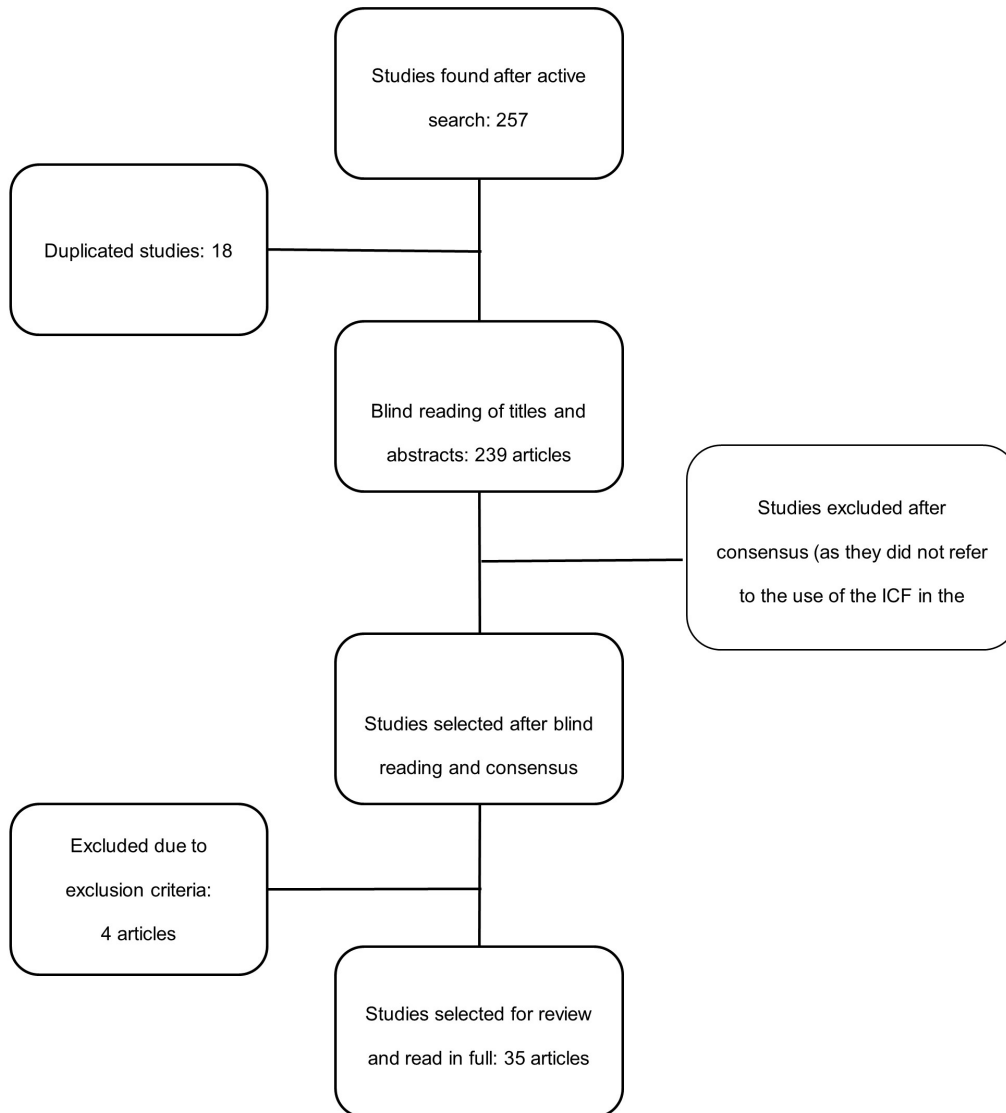 Studies found after active
search: 257
Duplicated studies: 18
Blind reading of titles and
abstracts: 239 articles
Studies excluded after
consensus (as they did not refer
to the use of the ICF in the
Studies selected after blind
reading and consensus
Excluded due to
exclusion criteria:
4 articles
Studies selected for review
and read in full: 35 articles